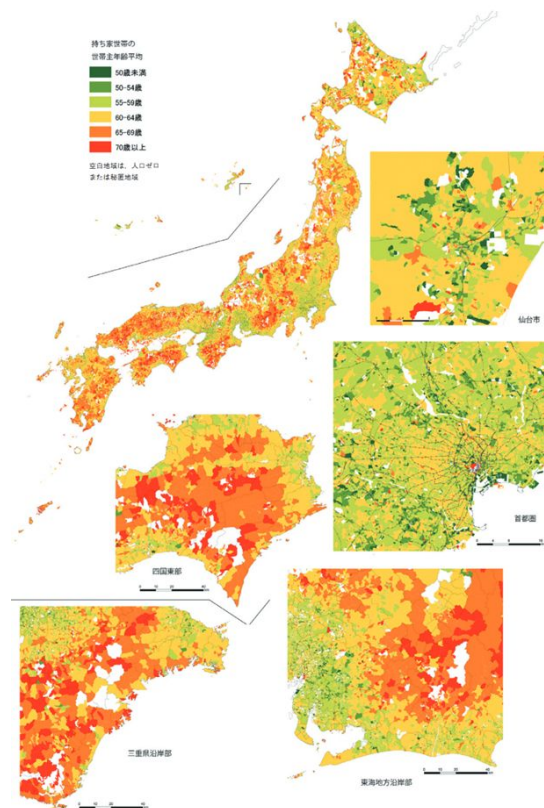 持ち家世帯の
世帯主年齢平均
50歳未満
50-54歳
55-59歳
60-64歳
65-69歳
70歳以上
空白地域は、人口ゼロ
または秘匿地域
仙台市
首都圏
四国東部
三重県沿岸部
東海地方沿岸部